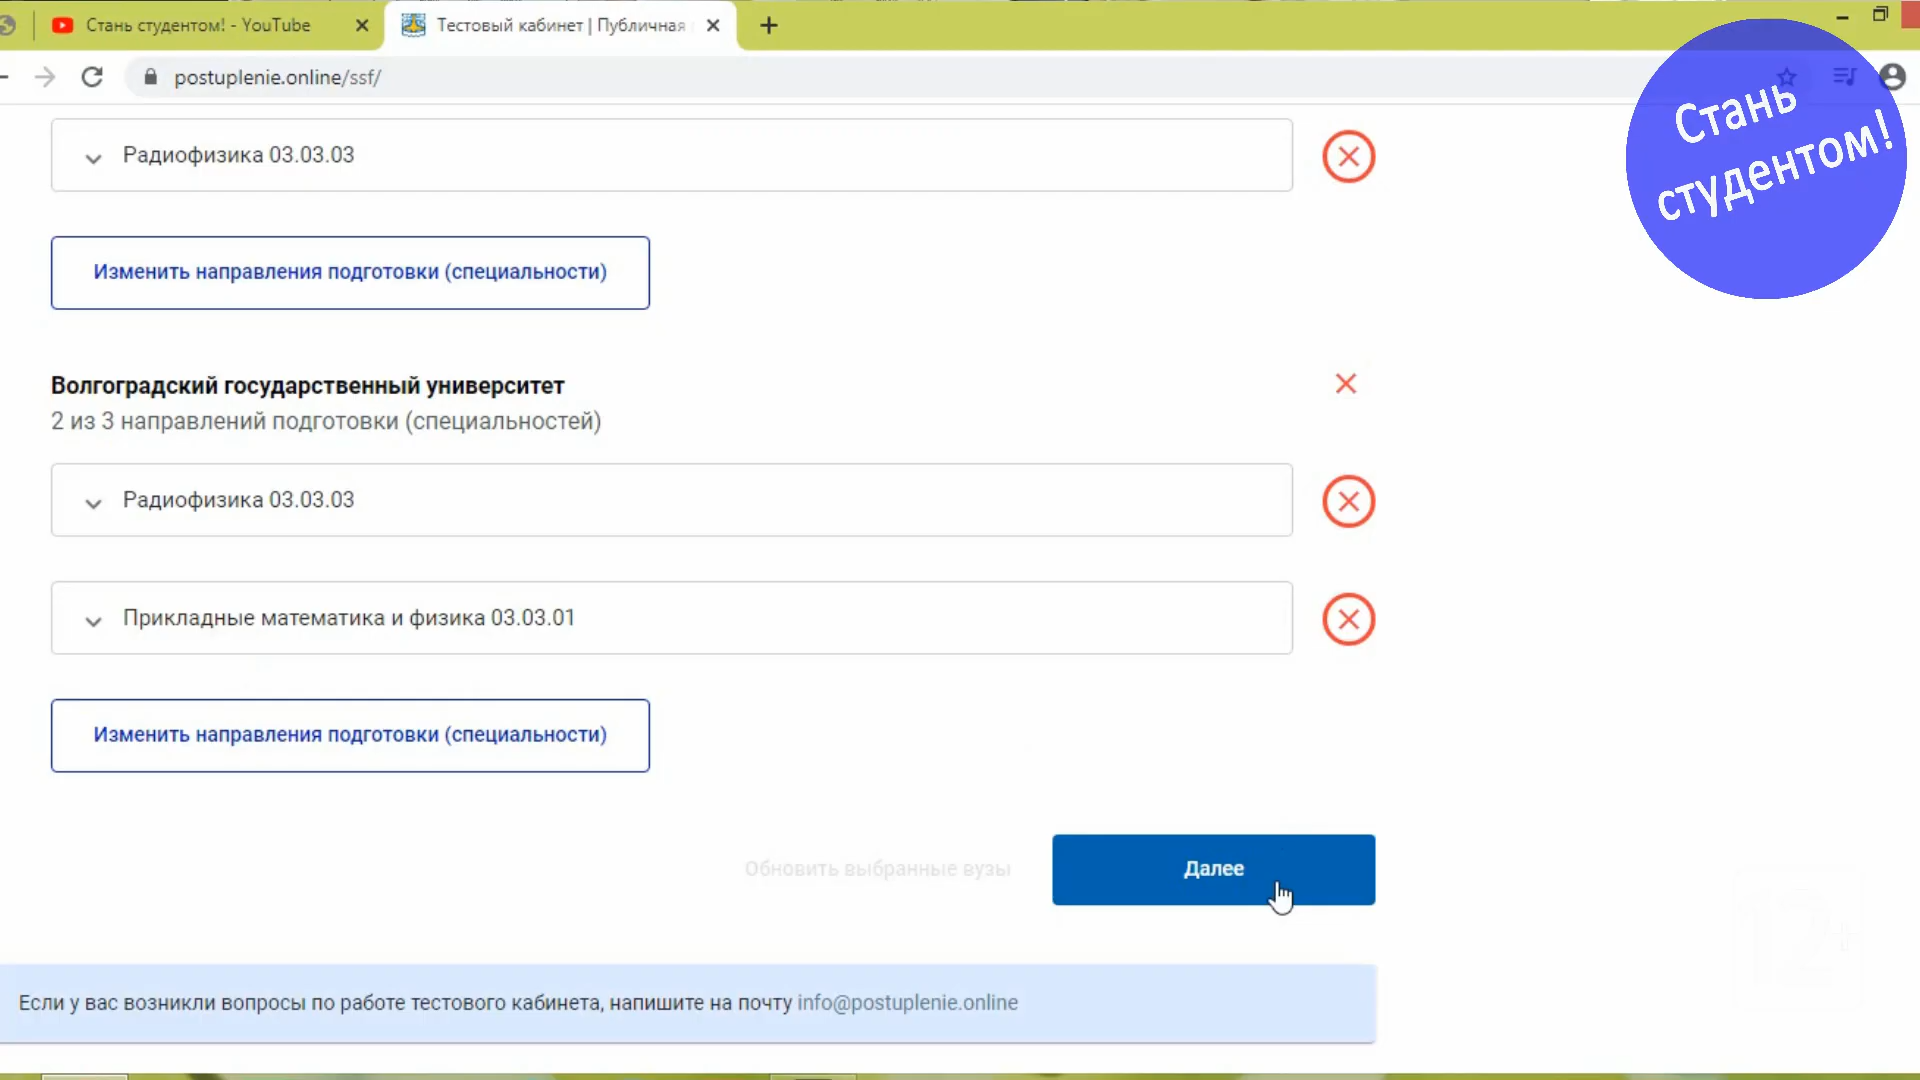 Стань студентом! - YouTube
Тестовый кабинет | Публичная
postuplenie.online/ssf/
Стань
студентом!
Радиофизика 03.03.03
Изменить направления подготовки (специальности)
Волгоградский государственный университет
2 из 3 направлений подготовки (специальностей)
Радиофизика 03.03.03
Прикладные математика и физика 03.03.01
Изменить направления подготовки (специальности)
Обновить выбранные вузы
Далее
12+
Если у вас возникли вопросы по работе тестового кабинета, напишите на почту info@postuplenie.online